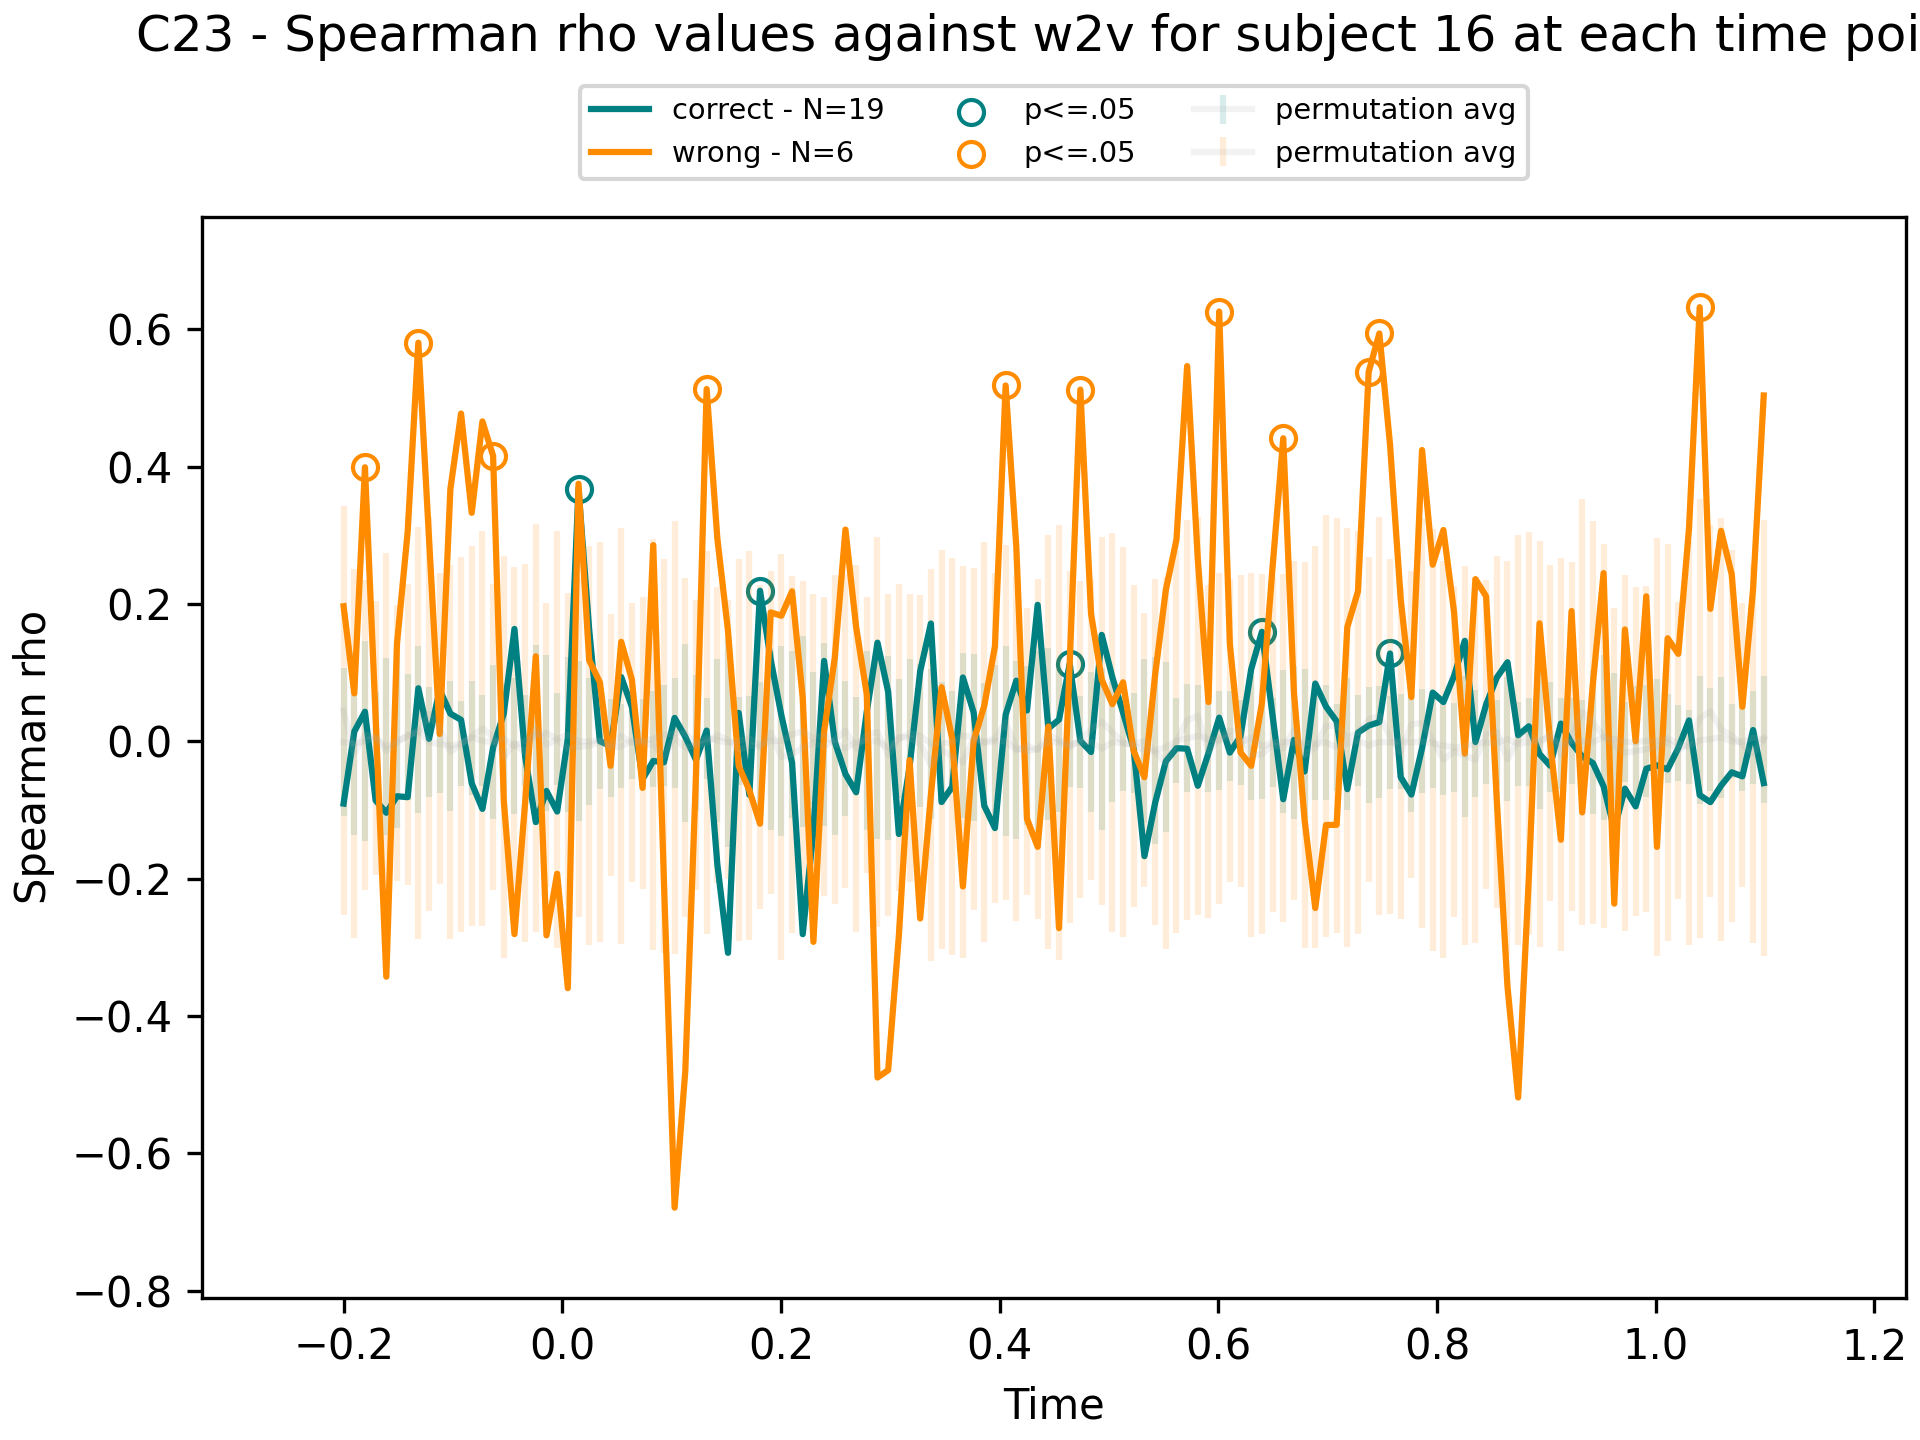 C23 - Spearman rho values against w2v for subject 16 at each time poi
correct - N=19
wrong - N=6
p<=.05
p<=.05
permutation avg
permutation avg
Spearman rho
0.6
0.4
0.2
0.0
−0.2
−0.4
−0.6
−0.8
−0.2 0.0 0.2 0.4 0.6 0.8 1.0 1.2
Time